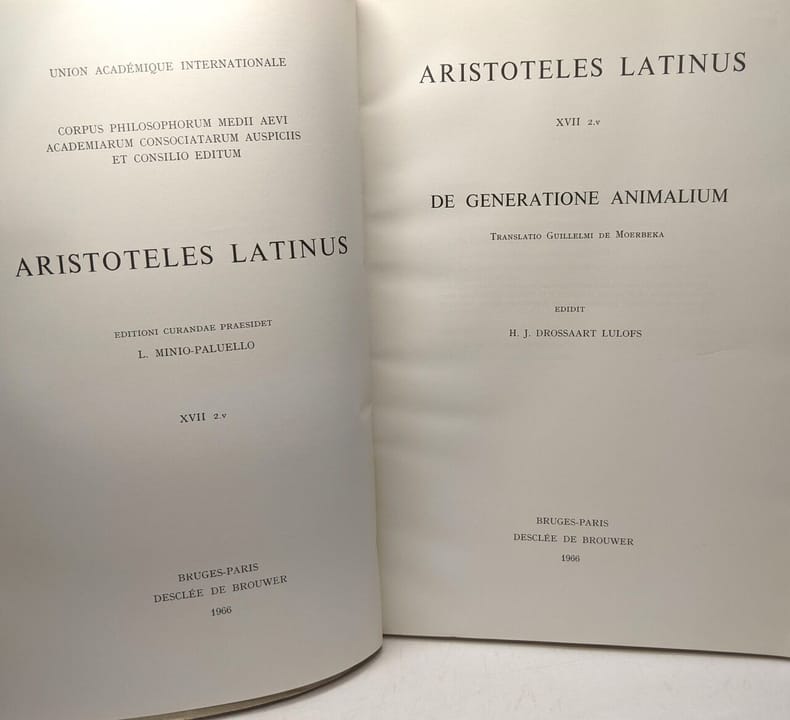 UNION ACADÉMIQUE INTERNATIONALE
CORPUS PHILOSOPHORUM MEDII AEVI
ACADEMIARUM CONSOCIATARUM AUSPICIIS
ET CONSILIO EDITUM
ARISTOTELES LATINUS
EDITIONI CURANDAE PRAESIDET
L. MINIO-PALUELLO
XVII 2.v
BRUGES-PARIS
DESCLÉE DE BROUWER
1966
ARISTOTELES LATINUS
XVII 2.v
DE GENERATIONE ANIMALIUM
Translatio Guillelmi de Moerbeka
EDIDIT
H. J. DROSSAART LULOFS
BRUGES-PARIS
DESCLÉE DE BROUWER
1966